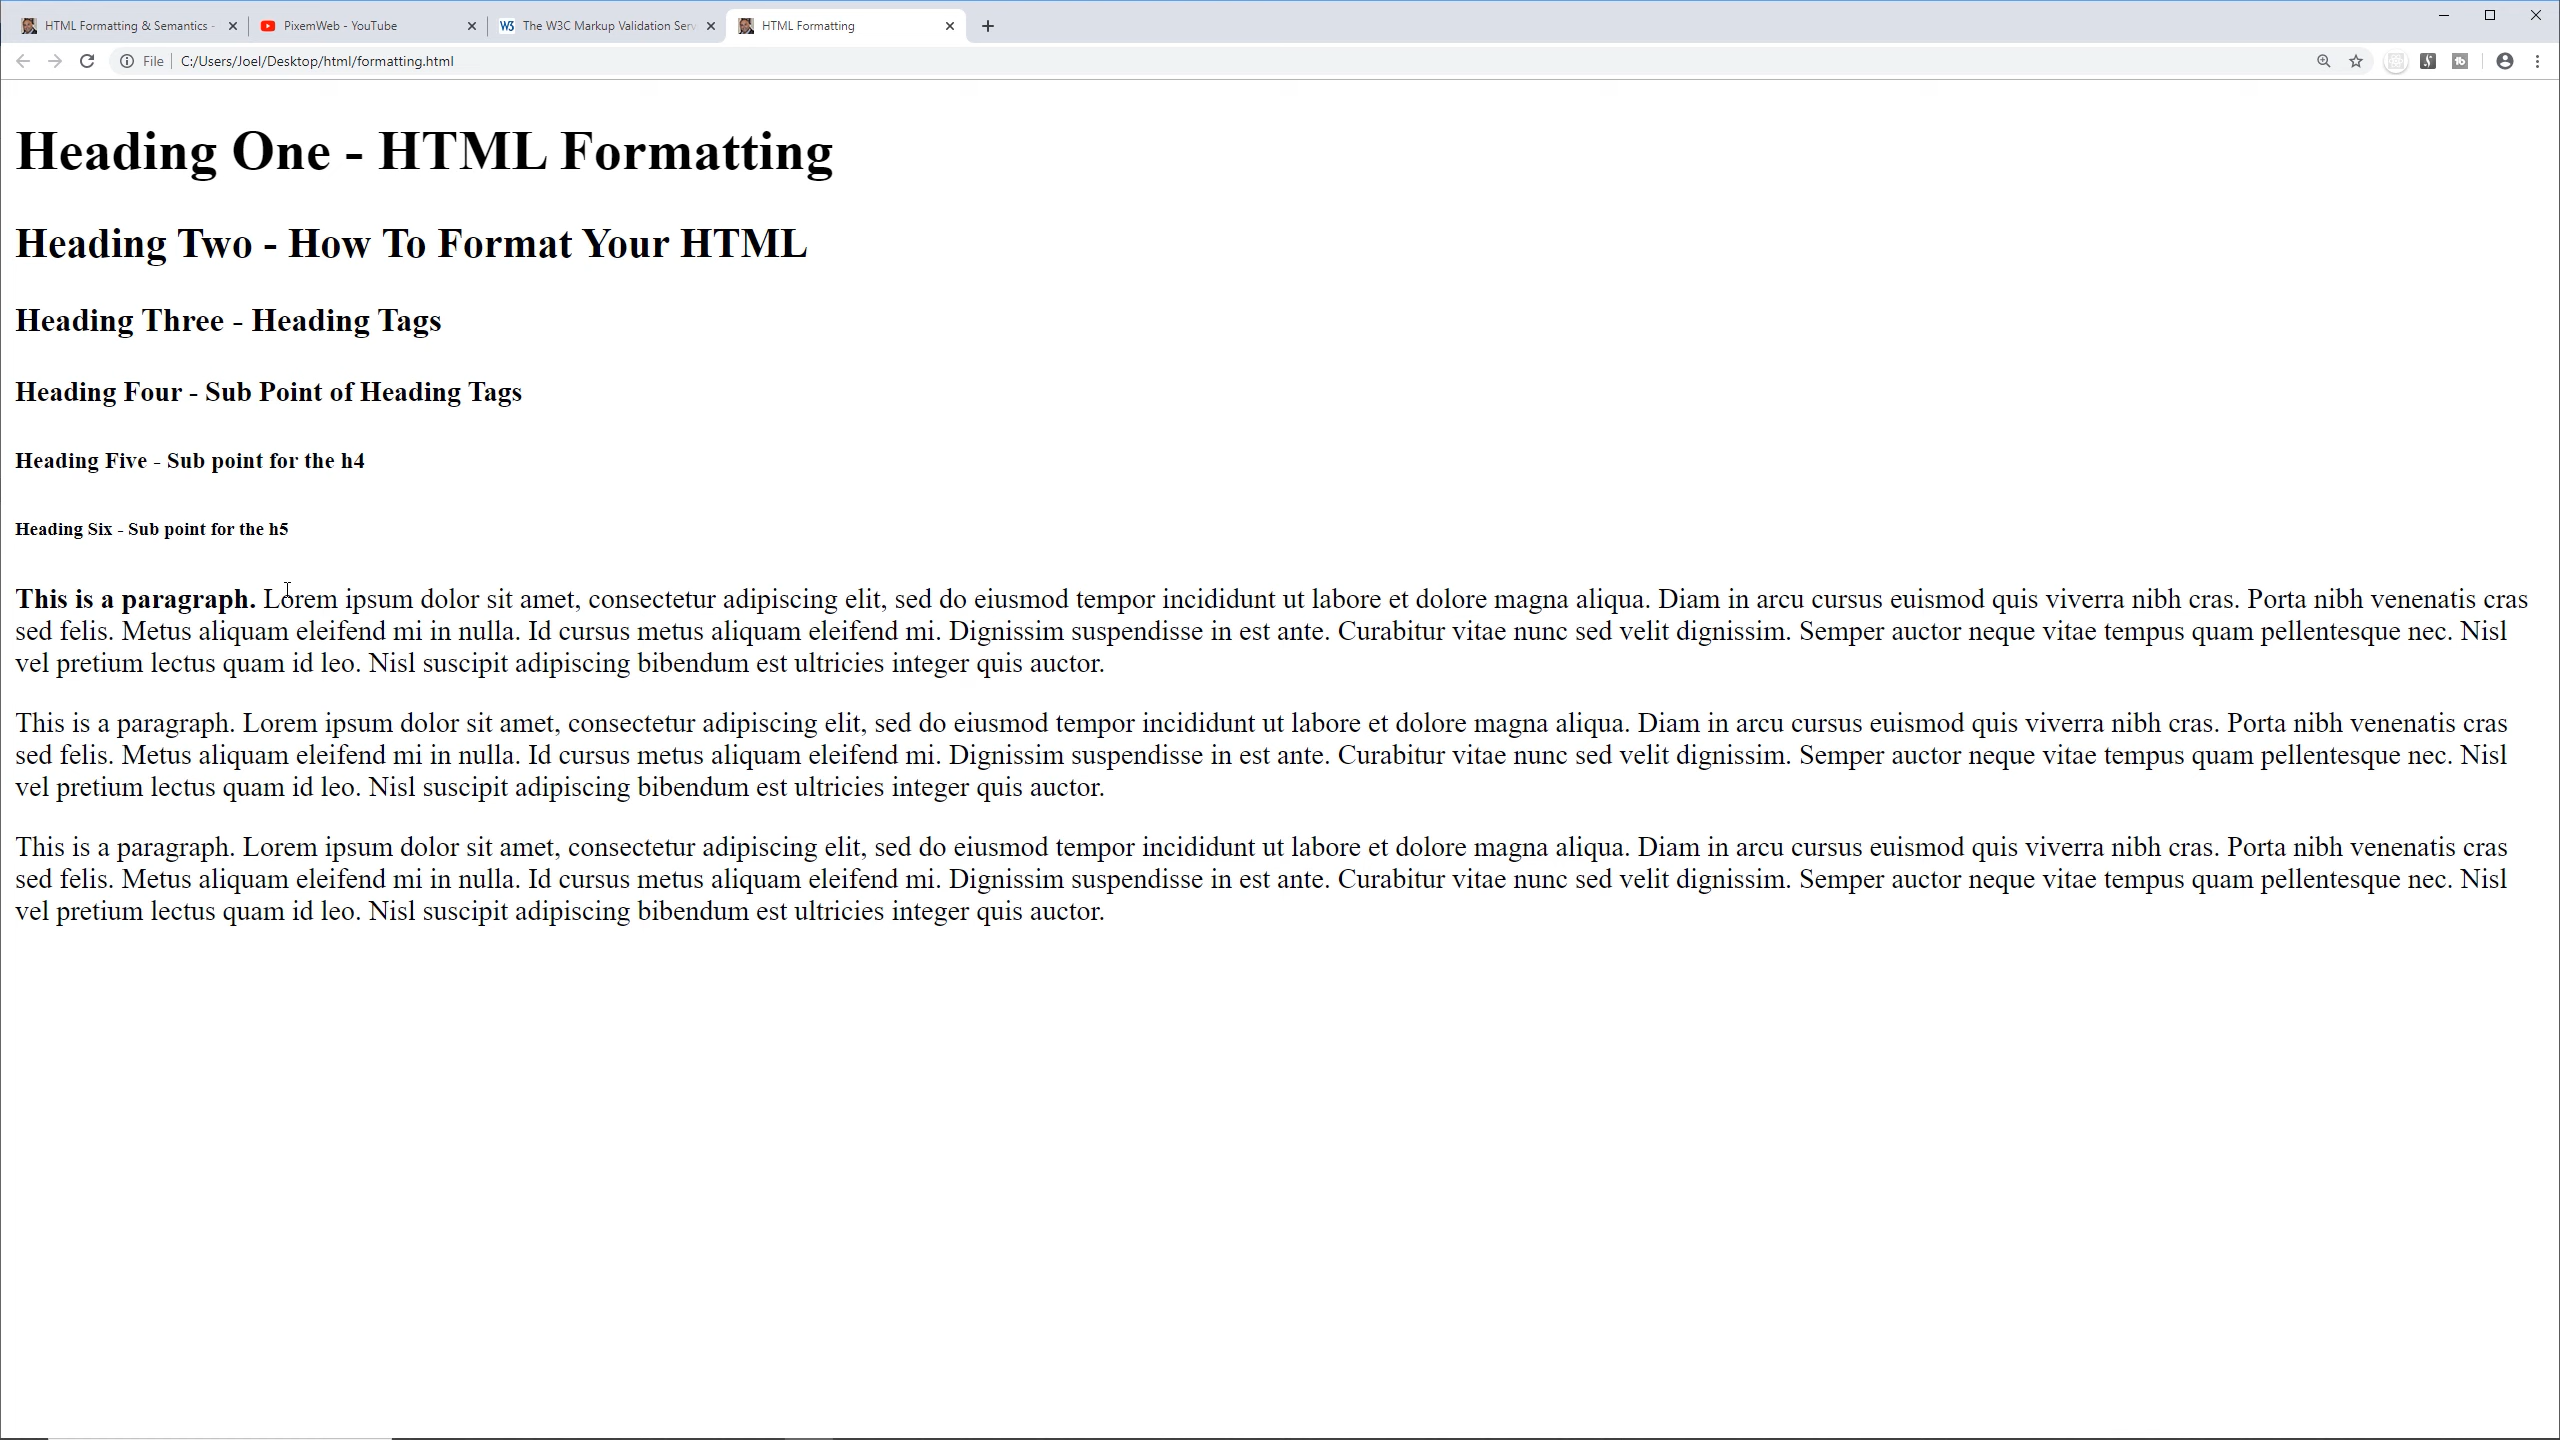 HTML Formatting & Semantics -
PixemWeb - YouTube
W3 The W3C Markup Validation Serv
HTML Formatting
File C:/Users/Joel/Desktop/html/formatting.html
Heading One - HTML Formatting
Heading Two - How To Format Your HTML
Heading Three - Heading Tags
Heading Four - Sub Point of Heading Tags
Heading Five - Sub point for the h4
Heading Six - Sub point for the h5
This is a paragraph. Lorem ipsum dolor sit amet, consectetur adipiscing elit, sed do eiusmod tempor incididunt ut labore et dolore magna aliqua. Diam in arcu cursus euismod quis viverra nibh cras. Porta nibh venenatis cras
sed felis. Metus aliquam eleifend mi in nulla. Id cursus metus aliquam eleifend mi. Dignissim suspendisse in est ante. Curabitur vitae nunc sed velit dignissim. Semper auctor neque vitae tempus quam pellentesque nec. Nisl
vel pretium lectus quam id leo. Nisl suscipit adipiscing bibendum est ultricies integer quis auctor.
This is a paragraph. Lorem ipsum dolor sit amet, consectetur adipiscing elit, sed do eiusmod tempor incididunt ut labore et dolore magna aliqua. Diam in arcu cursus euismod quis viverra nibh cras. Porta nibh venenatis cras
sed felis. Metus aliquam eleifend mi in nulla. Id cursus metus aliquam eleifend mi. Dignissim suspendisse in est ante. Curabitur vitae nunc sed velit dignissim. Semper auctor neque vitae tempus quam pellentesque nec. Nisl
vel pretium lectus quam id leo. Nisl suscipit adipiscing bibendum est ultricies integer quis auctor.
This is a paragraph. Lorem ipsum dolor sit amet, consectetur adipiscing elit, sed do eiusmod tempor incididunt ut labore et dolore magna aliqua. Diam in arcu cursus euismod quis viverra nibh cras. Porta nibh venenatis cras
sed felis. Metus aliquam eleifend mi in nulla. Id cursus metus aliquam eleifend mi. Dignissim suspendisse in est ante. Curabitur vitae nunc sed velit dignissim. Semper auctor neque vitae tempus quam pellentesque nec. Nisl
vel pretium lectus quam id leo. Nisl suscipit adipiscing bibendum est ultricies integer quis auctor.